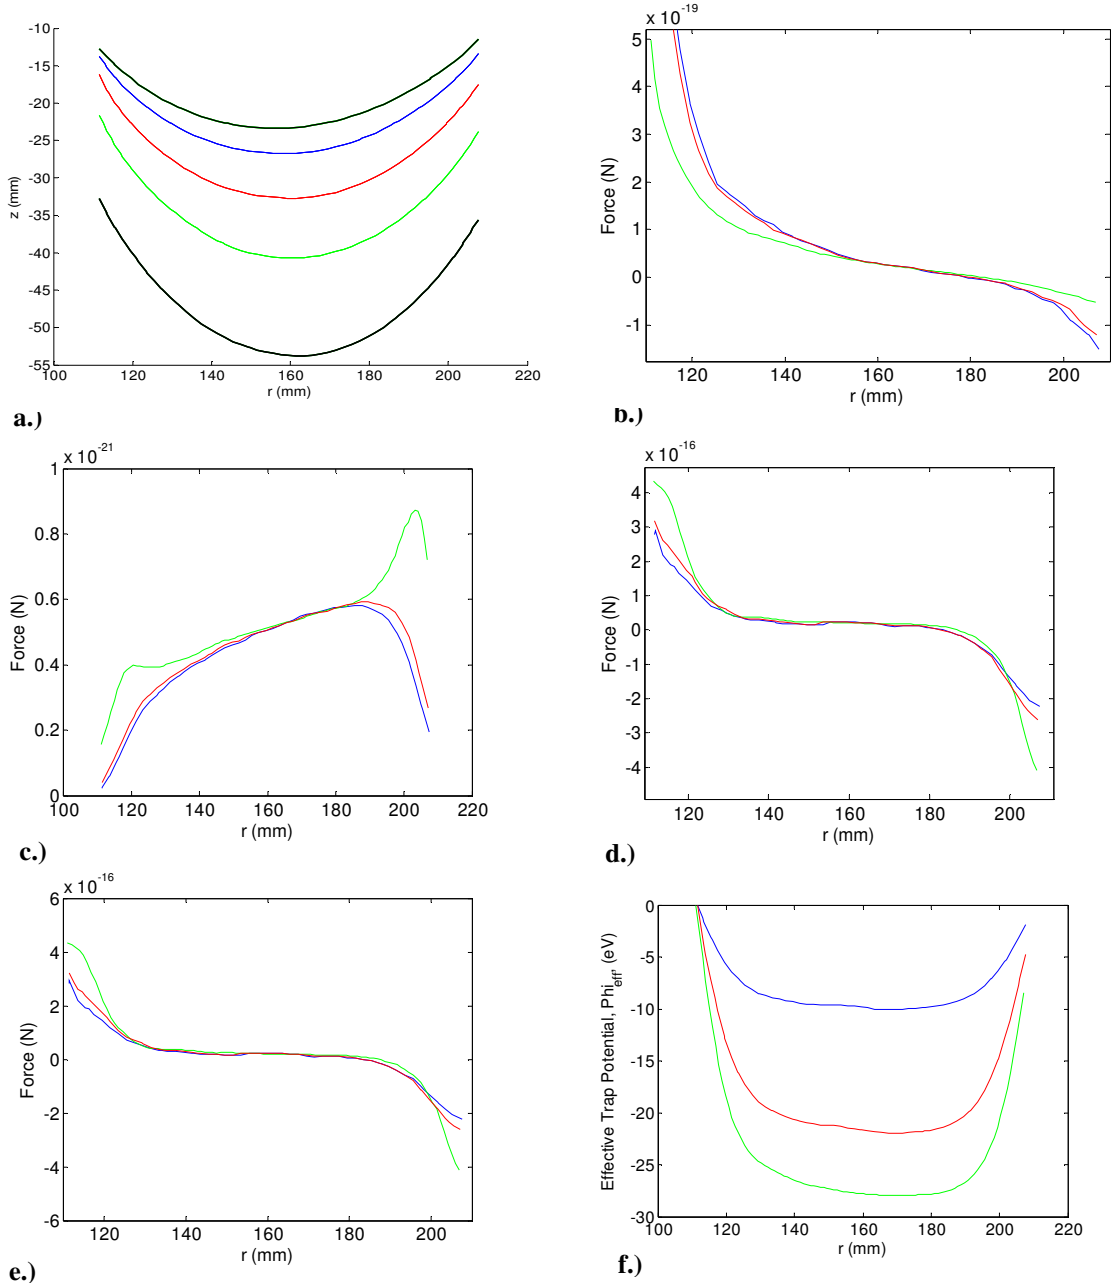 -10
-15
-20
-25
-30
-35
-40
-45
-50
-55
100 120 140 160 180 200 220
z (mm)
r (mm)
a.)
x 10^-19
5
4
3
2
1
0
-1
120 140 160 180 200
Force (N)
r (mm)
b.)
x 10^-21
1
0.8
0.6
0.4
0.2
0
100 120 140 160 180 200 220
Force (N)
r (mm)
c.)
x 10^-16
4
3
2
1
0
-1
-2
-3
-4
120 140 160 180 200
Force (N)
r (mm)
d.)
x 10^-16
6
4
2
0
-2
-4
-6
120 140 160 180 200
Force (N)
r (mm)
e.)
0
-5
-10
-15
-20
-25
-30
100 120 140 160 180 200 220
Effective Trap Potential, Phi_eff, (eV)
r (mm)
f.)